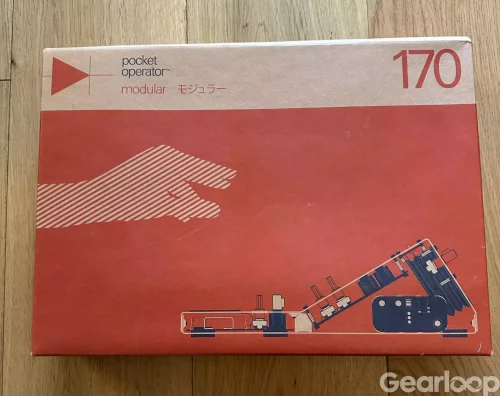 pocket
operator™
modular モジュラー
170
Gearloop